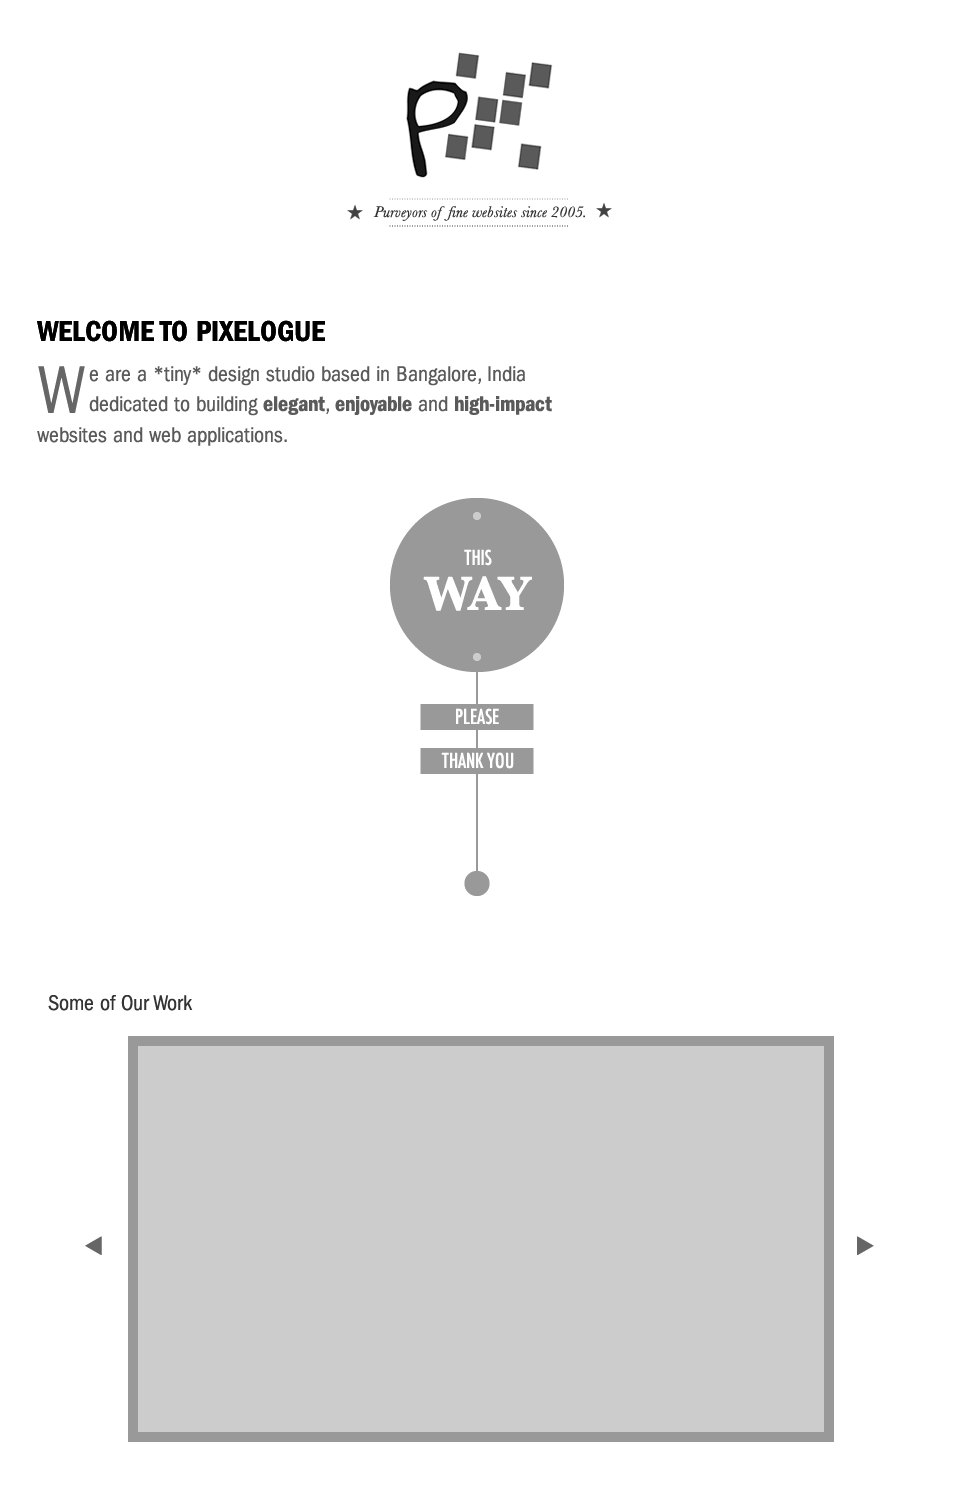 P
Purveyors of fine websites since 2005.
WELCOME TO PIXELOGUE
We are a *tiny* design studio based in Bangalore, India
dedicated to building elegant, enjoyable and high-impact
websites and web applications.
THIS
WAY
PLEASE
THANK YOU
Some of Our Work